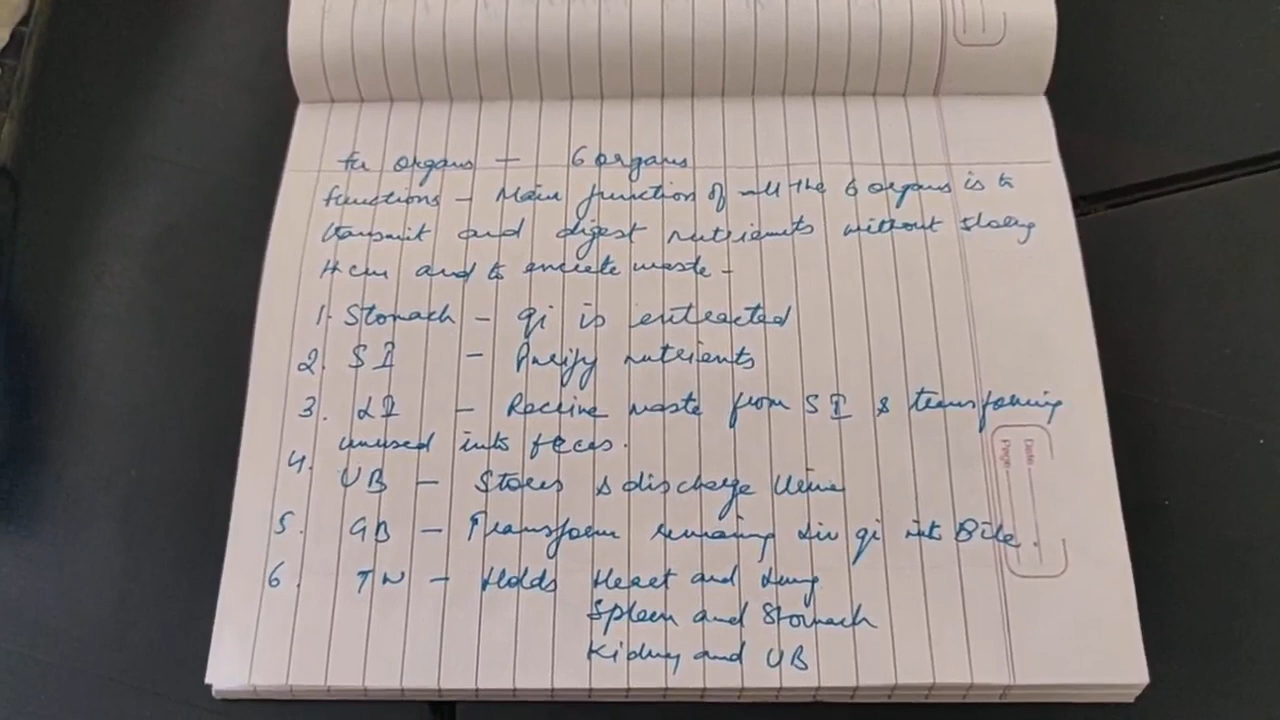 Fu organs — 6 organs
functions - Main function of all the 6 organs is to
transmit and digest nutrients without storing
them and to excrete waste -
1. Stomach - qi is extracted
2. SI - Purify nutrients
3. LI - Receive waste from SI & transforming
unused into feces.
4. UB - Stores & discharge Urine
5. GB - Transform remaining Liv qi into Bile.
6. TW - Holds Heart and Lung
Spleen and Stomach
Kidney and UB
Date
Page